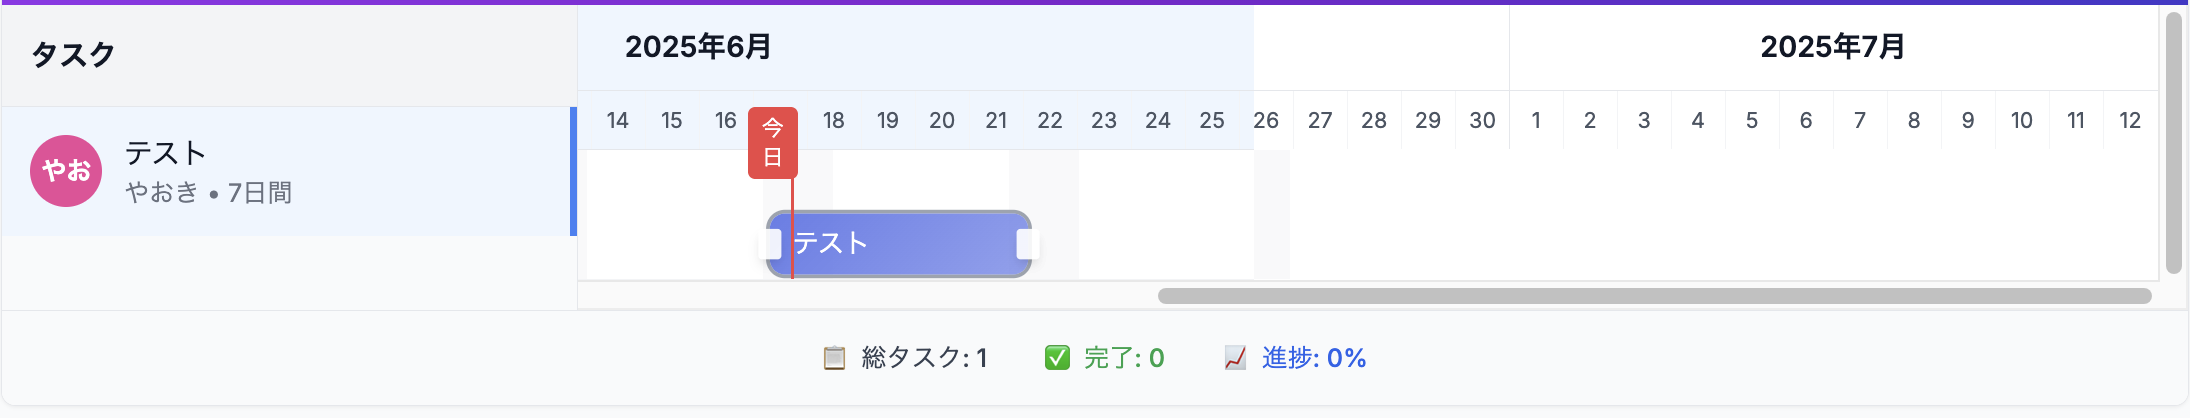 タスク
2025年6月
2025年7月
14 15 16 今日 18 19 20 21 22 23 24 25 26 27 28 29 30 1 2 3 4 5 6 7 8 9 10 11 12
やお
テスト
やおき • 7日間
テスト
📋 総タスク: 1 ✅ 完了: 0 📈 進捗: 0%